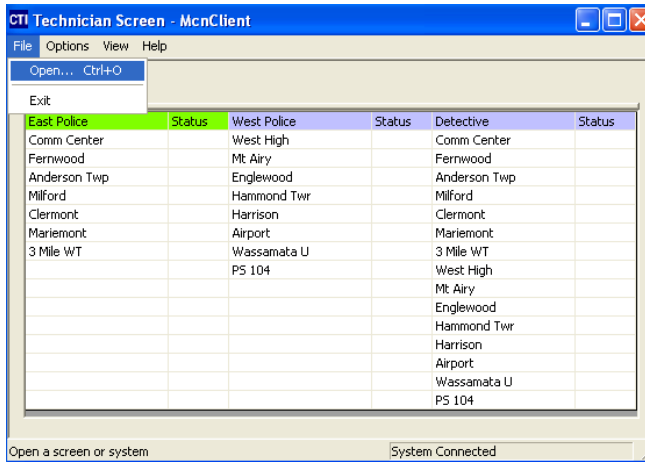 CTI Technician Screen - McnClient
File Options View Help
Open... Ctrl+O
Exit
East Police Status West Police Status Detective Status
Comm Center West High Comm Center
Fernwood Mt Airy Fernwood
Anderson Twp Englewood Anderson Twp
Milford Hammond Twr Milford
Clermont Harrison Clermont
Mariemont Airport Mariemont
3 Mile WT Wassamata U 3 Mile WT
PS 104 West High
Mt Airy
Englewood
Hammond Twr
Harrison
Airport
Wassamata U
PS 104
Open a screen or system System Connected